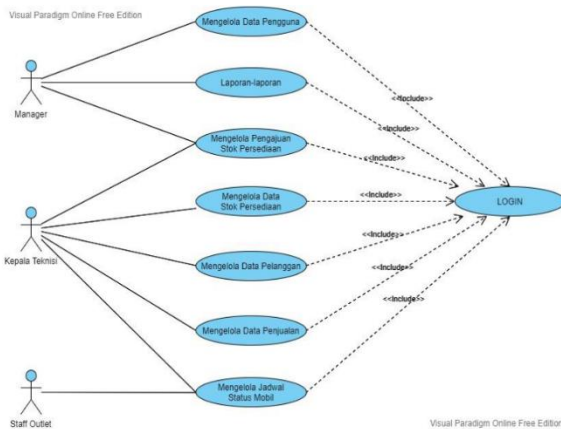 Visual Paradigm Online Free Edition
Mengelola Data Pengguna
<<Include>>
Laporan-laporan
Manager
<<Include>>
Mengelola Pengajuan
Stok Persediaan
<<Include>>
Mengelola Data
Stok Persediaan
<<Include>>
LOGIN
Kepala Teknisi
Mengelola Data Pelanggan
<<Include>>
<<Include>>
Mengelola Data Penjualan
<<Include>>
Mengelola Jadwal
Status Mobil
Staff Outlet
Visual Paradigm Online Free Edition